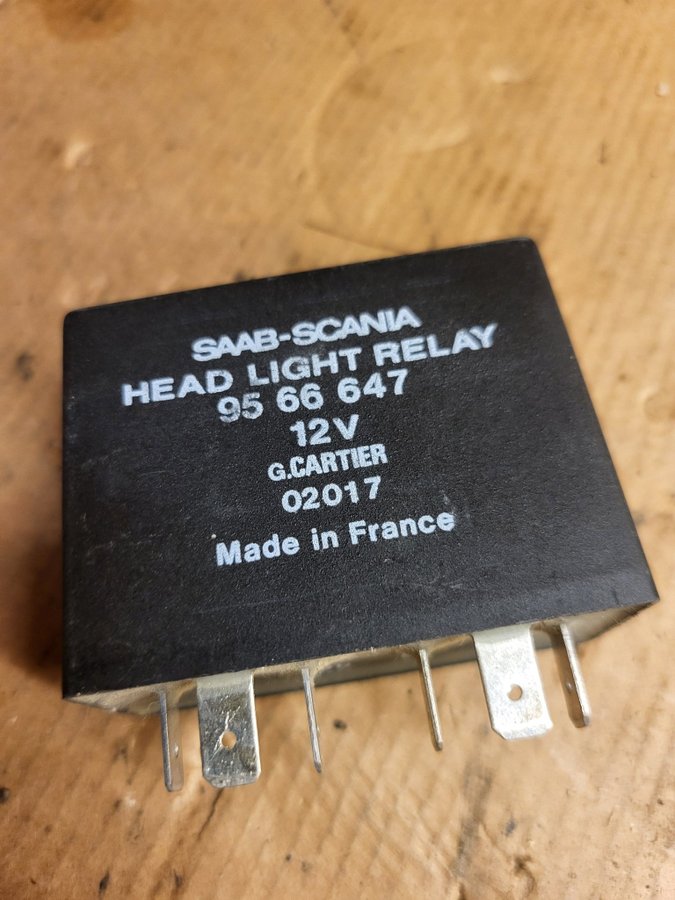 SAAB-SCANIA
HEAD LIGHT RELAY
95 66 647
12V
G.CARTIER
02017
Made in France